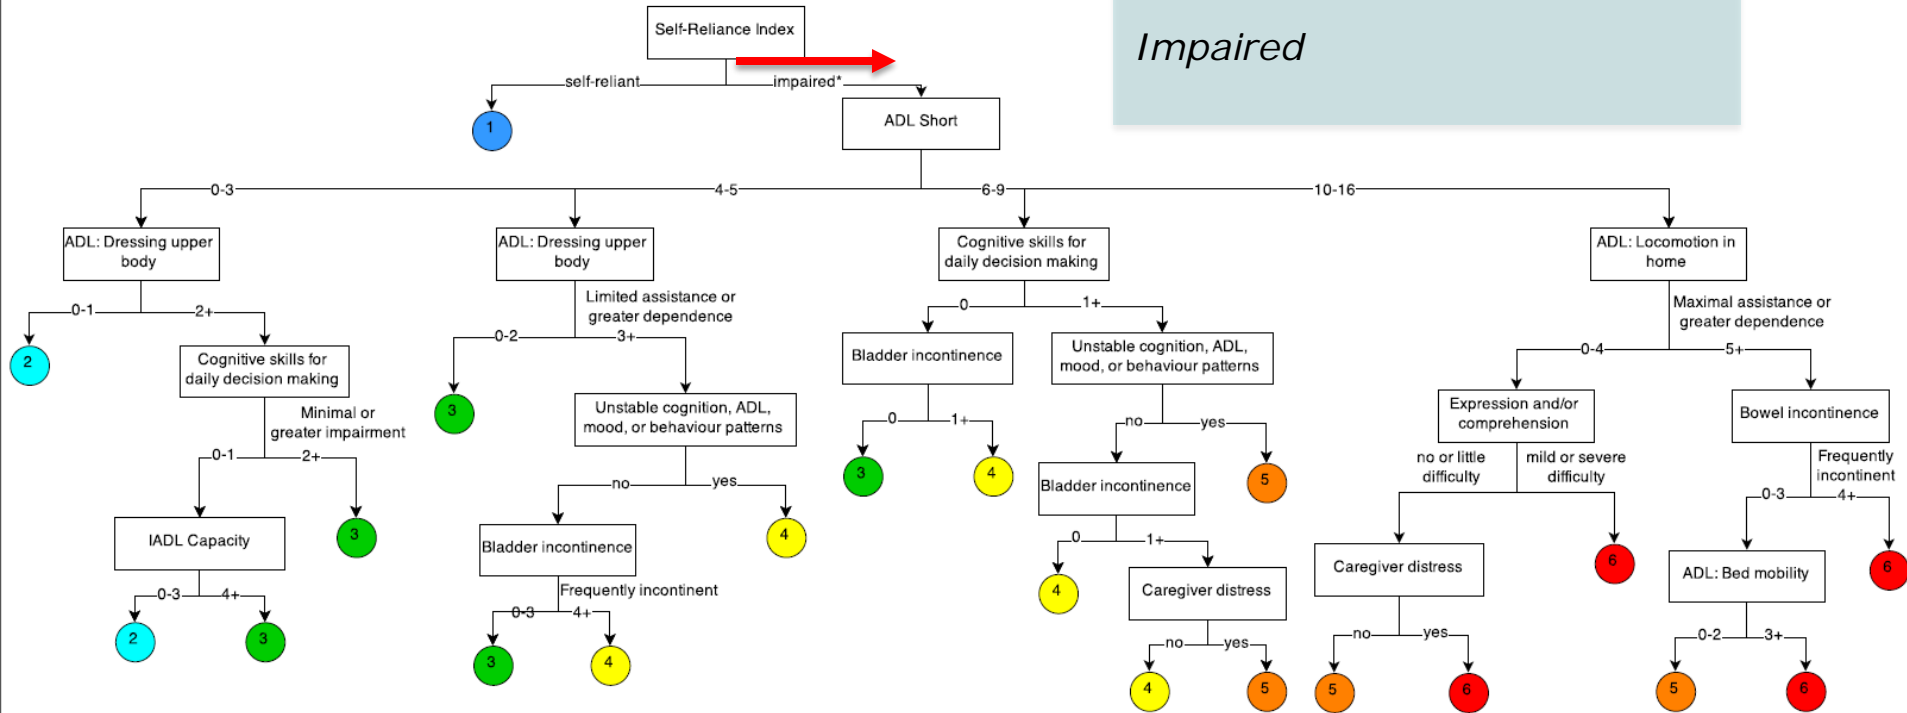 Self-Reliance Index
Impaired
self-reliant
impaired*
1
ADL Short
0-3
4-5
6-9
10-16
ADL: Dressing upper
body
ADL: Dressing upper
body
Cognitive skills for
daily decision making
ADL: Locomotion in
home
0-1
2+
Limited assistance or
greater dependence
0-2
3+
0
1+
Maximal assistance or
greater dependence
0-4
5+
2
Cognitive skills for
daily decision making
Minimal or
greater impairment
0-1
2+
3
Unstable cognition, ADL,
mood, or behaviour patterns
no
yes
Bladder incontinence
0
1+
Unstable cognition, ADL,
mood, or behaviour patterns
no
yes
Expression and/or
comprehension
no or little
difficulty
mild or severe
difficulty
Bowel incontinence
Frequently
incontinent
0-3
4+
3
4
Bladder incontinence
0
1+
5
IADL Capacity
0-3
4+
3
Bladder incontinence
Frequently incontinent
0-3
4+
4
4
Caregiver distress
no
yes
Caregiver distress
no
yes
6
ADL: Bed mobility
0-2
3+
6
2
3
3
4
4
5
5
6
5
6